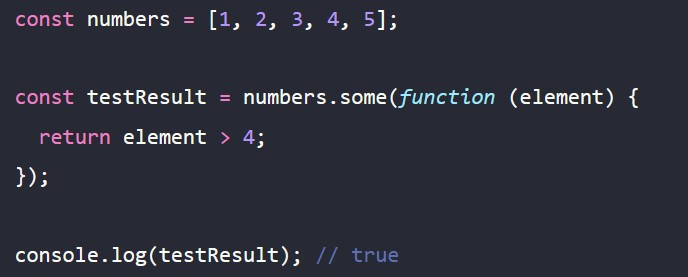 const numbers = [1, 2, 3, 4, 5];
const testResult = numbers.some(function (element) {
  return element > 4;
});
console.log(testResult); // true